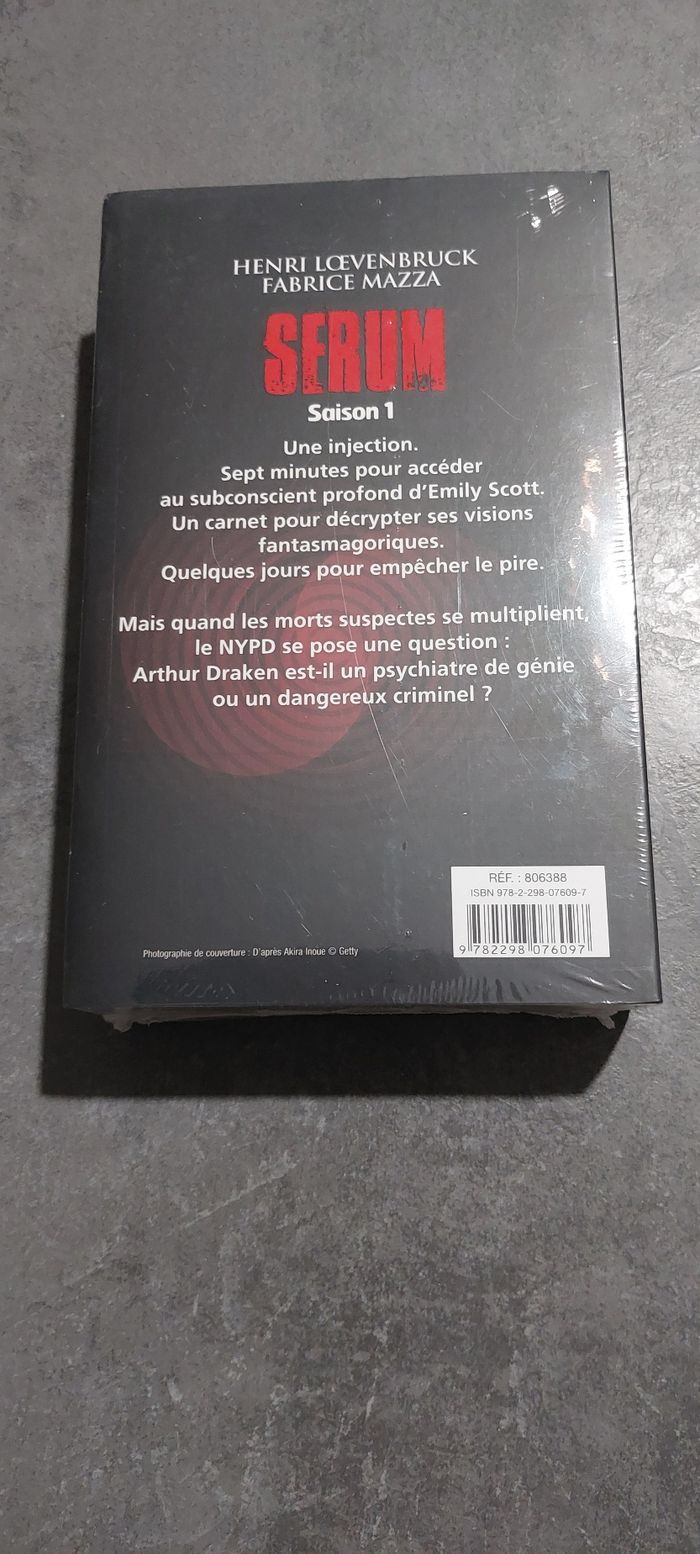 HENRI LŒVENBRUCK
FABRICE MAZZA
SERUM
Saison 1
Une injection.
Sept minutes pour accéder
au subconscient profond d'Emily Scott.
Un carnet pour décrypter ses visions
fantasmagoriques.
Quelques jours pour empêcher le pire.
Mais quand les morts suspectes se multiplient,
le NYPD se pose une question :
Arthur Draken est-il un psychiatre de génie
ou un dangereux criminel ?
RÉF. : 806388
ISBN 978-2-298-07609-7
9 782298 076097
Photographie de couverture : D'après Akira Inoue © Getty